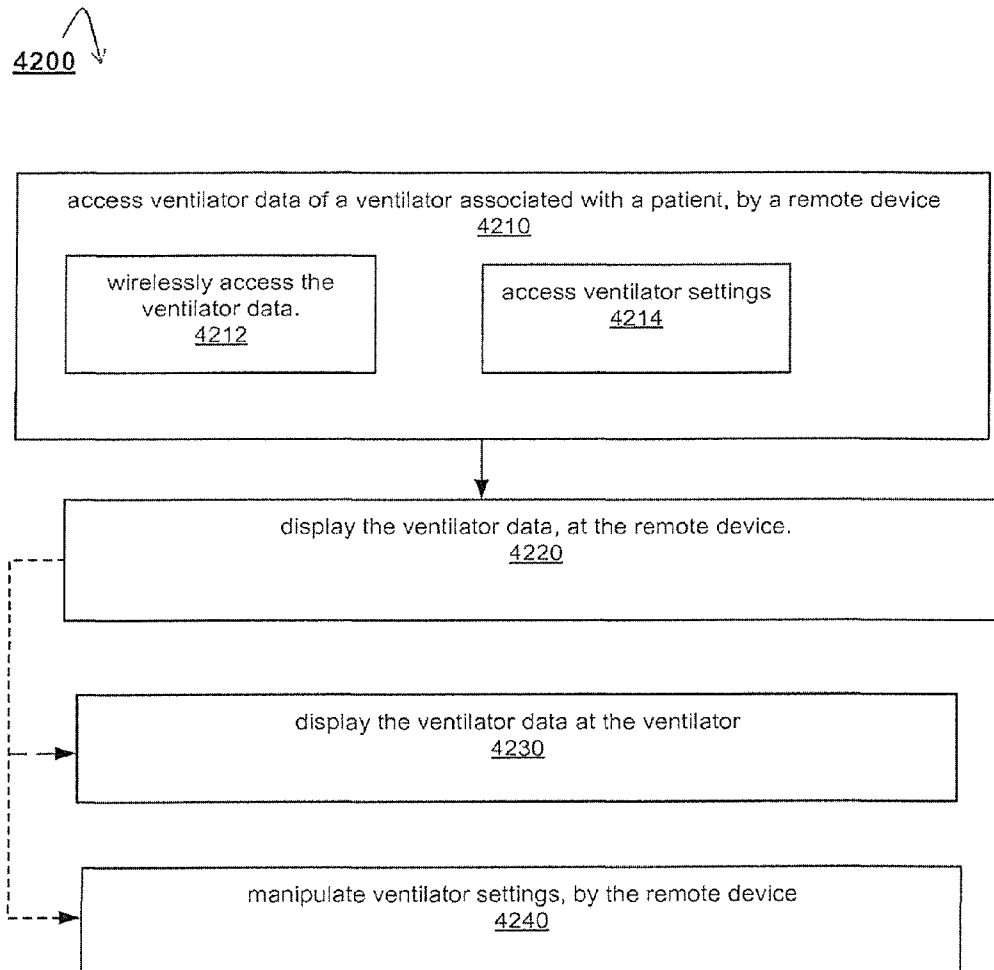 4200
access ventilator data of a ventilator associated with a patient, by a remote device
4210
wirelessly access the
ventilator data.
4212
access ventilator settings
4214
display the ventilator data, at the remote device.
4220
display the ventilator data at the ventilator
4230
manipulate ventilator settings, by the remote device
4240